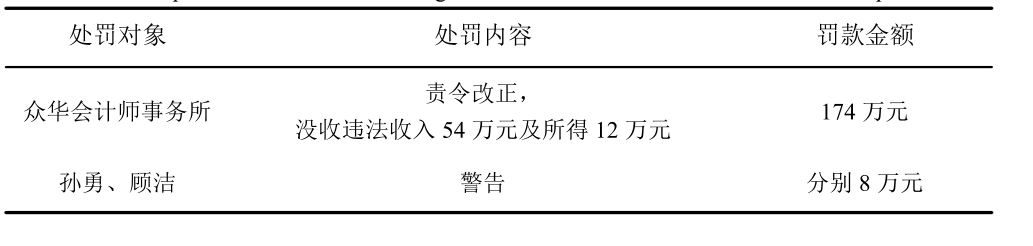 处罚对象 处罚内容 罚款金额
众华会计师事务所 责令改正， 174 万元
没收违法收入 54 万元及所得 12 万元
孙勇、顾洁 警告 分别 8 万元